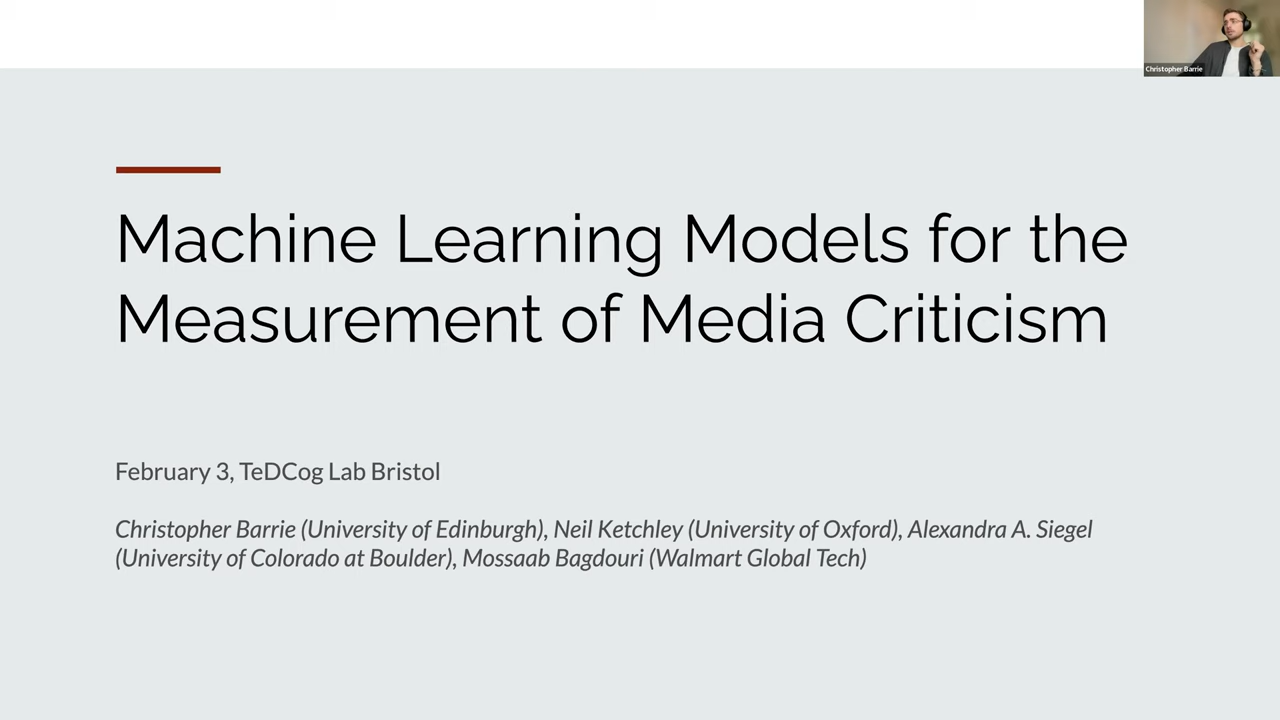 Christopher Barrie
Machine Learning Models for the
Measurement of Media Criticism
February 3, TeDCog Lab Bristol
Christopher Barrie (University of Edinburgh), Neil Ketchley (University of Oxford), Alexandra A. Siegel
(University of Colorado at Boulder), Mossaab Bagdouri (Walmart Global Tech)